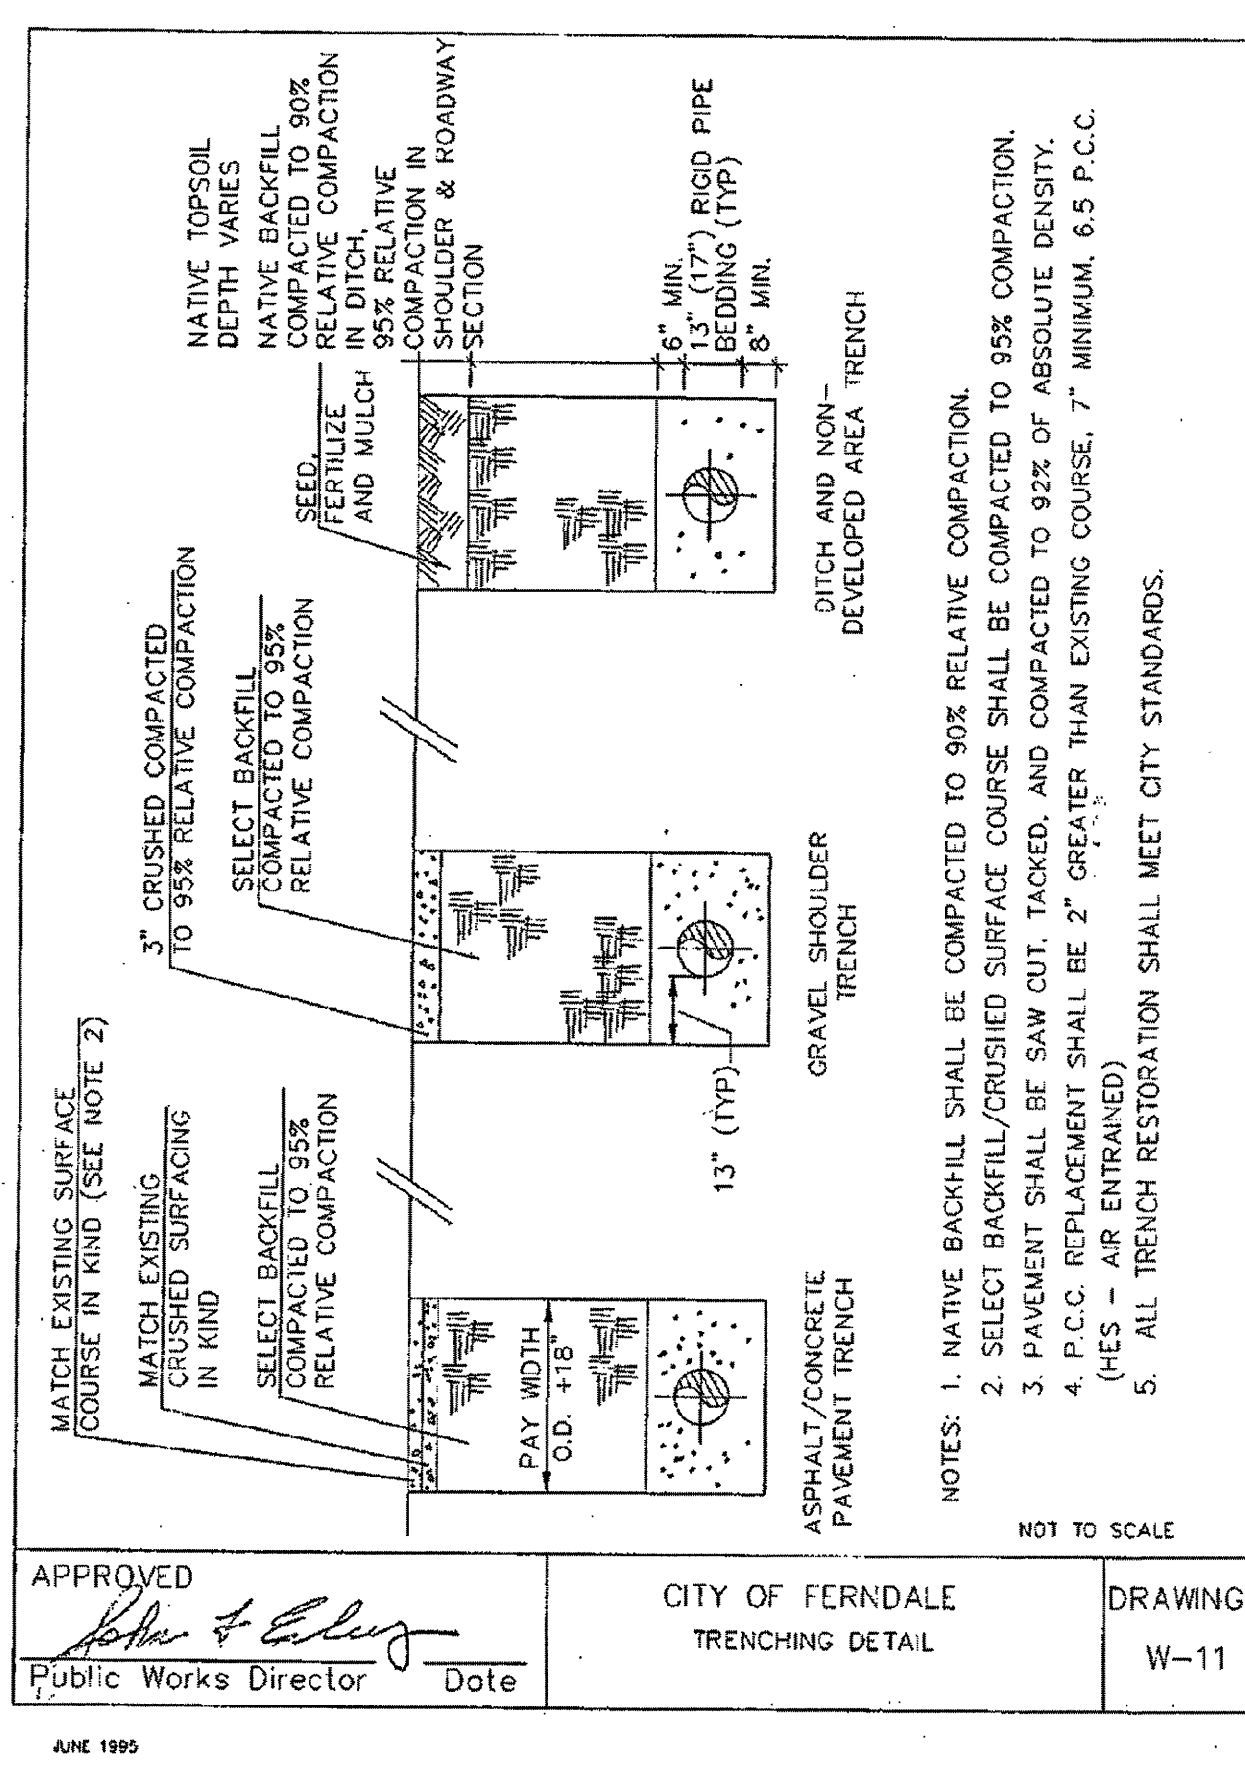 MATCH EXISTING SURFACE
COURSE IN KIND (SEE NOTE 2)
MATCH EXISTING
CRUSHED SURFACING
IN KIND
SELECT BACKFILL
COMPACTED TO 95%
RELATIVE COMPACTION
PAY WIDTH
O.D. +18"
ASPHALT/CONCRETE
PAVEMENT TRENCH
3" CRUSHED COMPACTED
TO 95% RELATIVE COMPACTION
SELECT BACKFILL
COMPACTED TO 95%
RELATIVE COMPACTION
13" (TYP)
GRAVEL SHOULDER
TRENCH
NATIVE TOPSOIL
DEPTH VARIES
NATIVE BACKFILL
COMPACTED TO 90%
RELATIVE COMPACTION
IN DITCH,
95% RELATIVE
COMPACTION IN
SHOULDER & ROADWAY
SECTION
SEED,
FERTILIZE
AND MULCH
6" MIN.
13" (17") RIGID PIPE
BEDDING (TYP)
8" MIN.
DITCH AND NON-
DEVELOPED AREA TRENCH
NOTES: 1. NATIVE BACKFILL SHALL BE COMPACTED TO 90% RELATIVE COMPACTION.
2. SELECT BACKFILL/CRUSHED SURFACE COURSE SHALL BE COMPACTED TO 95% COMPACTION.
3. PAVEMENT SHALL BE SAW CUT, TACKED, AND COMPACTED TO 92% OF ABSOLUTE DENSITY.
4. P.C.C. REPLACEMENT SHALL BE 2" GREATER THAN EXISTING COURSE, 7" MINIMUM, 6.5 P.C.C.
(HES - AIR ENTRAINED)
5. ALL TRENCH RESTORATION SHALL MEET CITY STANDARDS.
NOT TO SCALE
APPROVED
Public Works Director Date
CITY OF FERNDALE
TRENCHING DETAIL
DRAWING
W-11
JUNE 1995